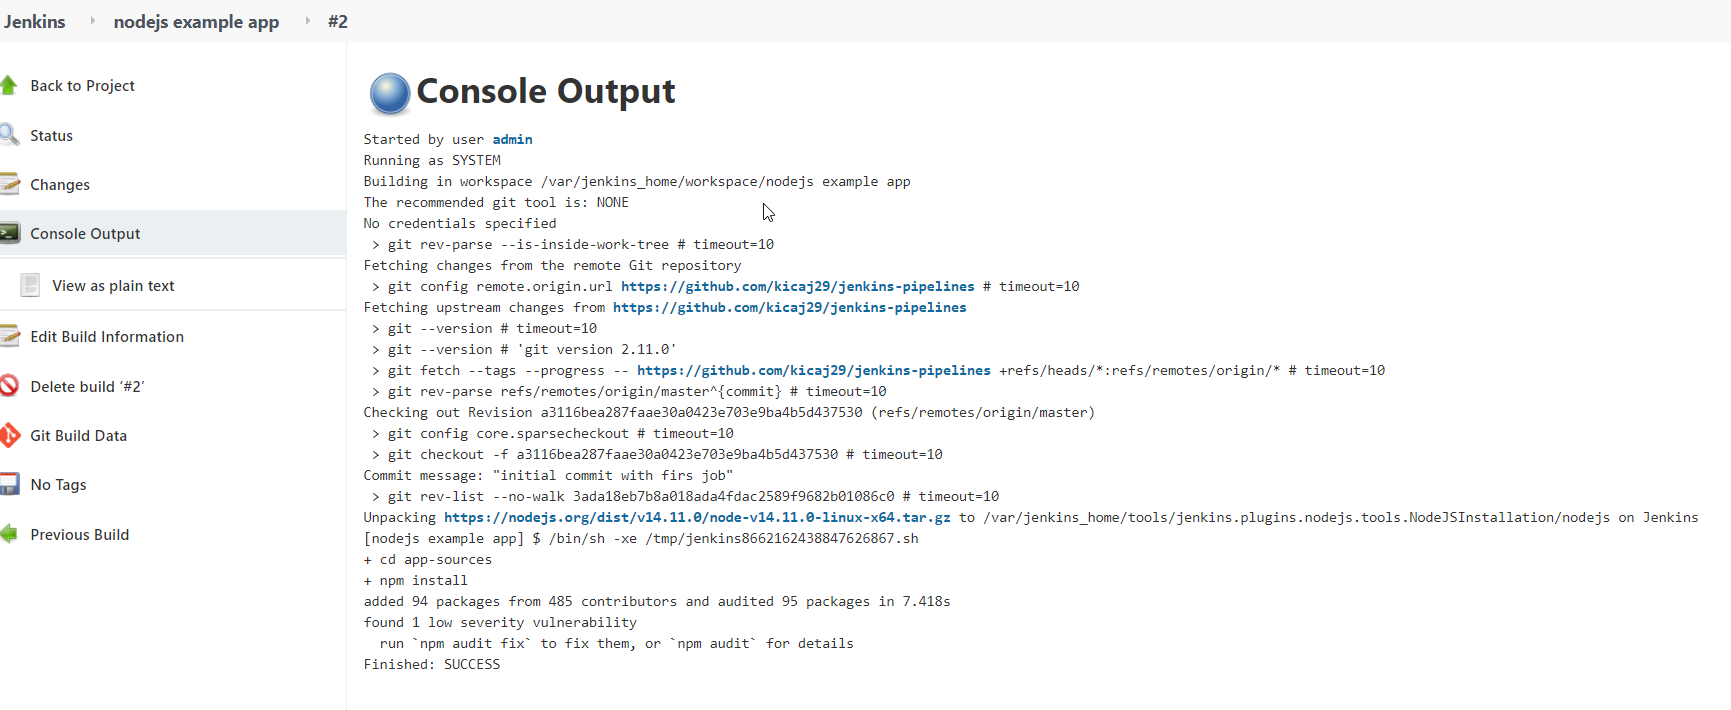 Jenkins › nodejs example app › #2
Back to Project
Status
Changes
Console Output
View as plain text
Edit Build Information
Delete build ‘#2’
Git Build Data
No Tags
Previous Build
Console Output
Started by user admin
Running as SYSTEM
Building in workspace /var/jenkins_home/workspace/nodejs example app
The recommended git tool is: NONE
No credentials specified
 > git rev-parse --is-inside-work-tree # timeout=10
Fetching changes from the remote Git repository
 > git config remote.origin.url https://github.com/kicaj29/jenkins-pipelines # timeout=10
Fetching upstream changes from https://github.com/kicaj29/jenkins-pipelines
 > git --version # timeout=10
 > git --version # 'git version 2.11.0'
 > git fetch --tags --progress -- https://github.com/kicaj29/jenkins-pipelines +refs/heads/*:refs/remotes/origin/* # timeout=10
 > git rev-parse refs/remotes/origin/master^{commit} # timeout=10
Checking out Revision a3116bea287faae30a0423e703e9ba4b5d437530 (refs/remotes/origin/master)
 > git config core.sparsecheckout # timeout=10
 > git checkout -f a3116bea287faae30a0423e703e9ba4b5d437530 # timeout=10
Commit message: "initial commit with firs job"
 > git rev-list --no-walk 3ada18eb7b8a018ada4fdac2589f9682b01086c0 # timeout=10
Unpacking https://nodejs.org/dist/v14.11.0/node-v14.11.0-linux-x64.tar.gz to /var/jenkins_home/tools/jenkins.plugins.nodejs.tools.NodeJSInstallation/nodejs on Jenkins
[nodejs example app] $ /bin/sh -xe /tmp/jenkins8662162438847626867.sh
+ cd app-sources
+ npm install
added 94 packages from 485 contributors and audited 95 packages in 7.418s
found 1 low severity vulnerability
  run `npm audit fix` to fix them, or `npm audit` for details
Finished: SUCCESS